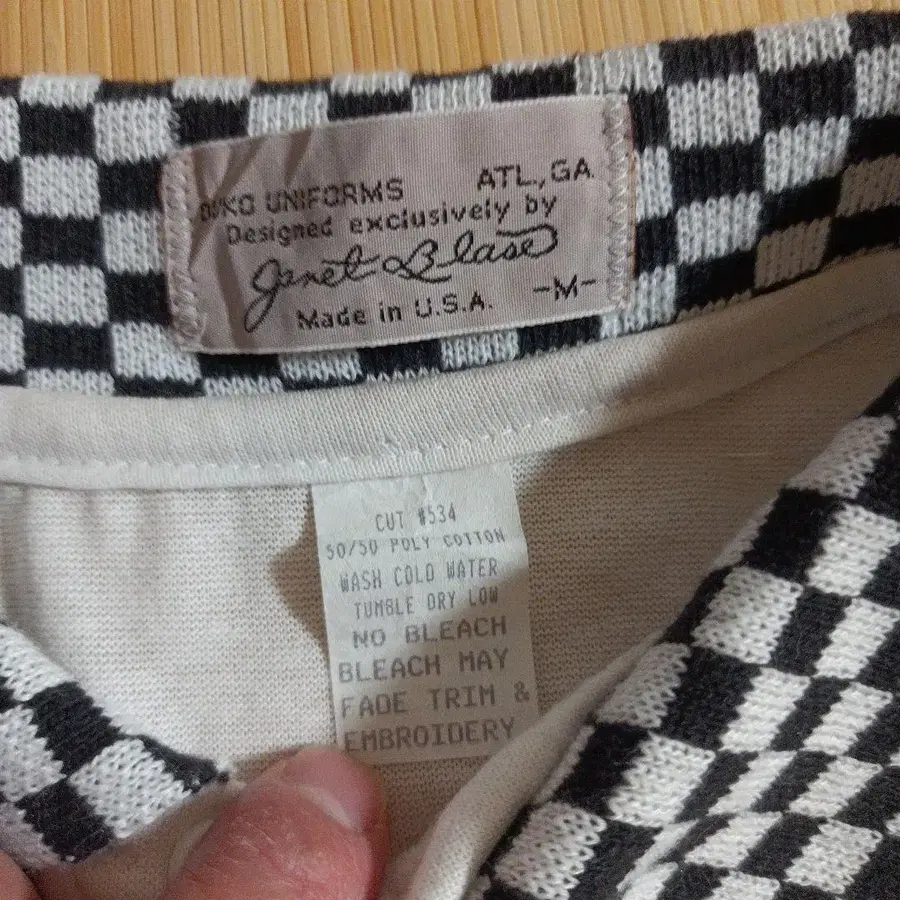 UNIFORMS ATL, GA
Designed exclusively by
Janet Blase
Made in U.S.A. -M-
CUT #534
50/50 POLY COTTON
WASH COLD WATER
TUMBLE DRY LOW
NO BLEACH
BLEACH MAY
FADE TRIM &
EMBROIDERY